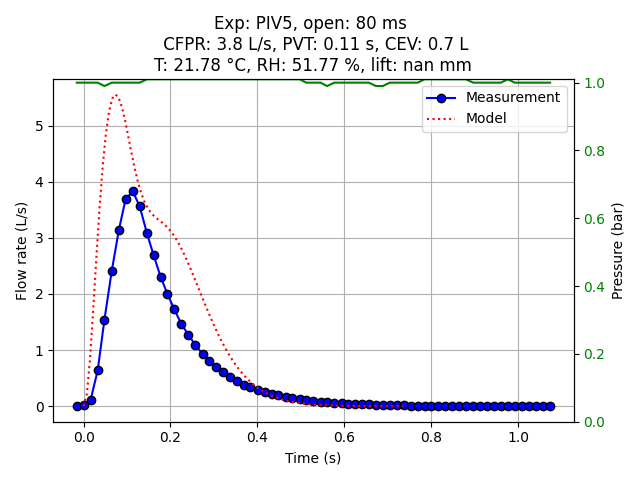 Exp: PIV5, open: 80 ms
CFPR: 3.8 L/s, PVT: 0.11 s, CEV: 0.7 L
T: 21.78 °C, RH: 51.77 %, lift: nan mm
Measurement
Model
Flow rate (L/s)
5
4
3
2
1
0
0.0 0.2 0.4 0.6 0.8 1.0
Time (s)
1.0
0.8
0.6
0.4
0.2
0.0
Pressure (bar)